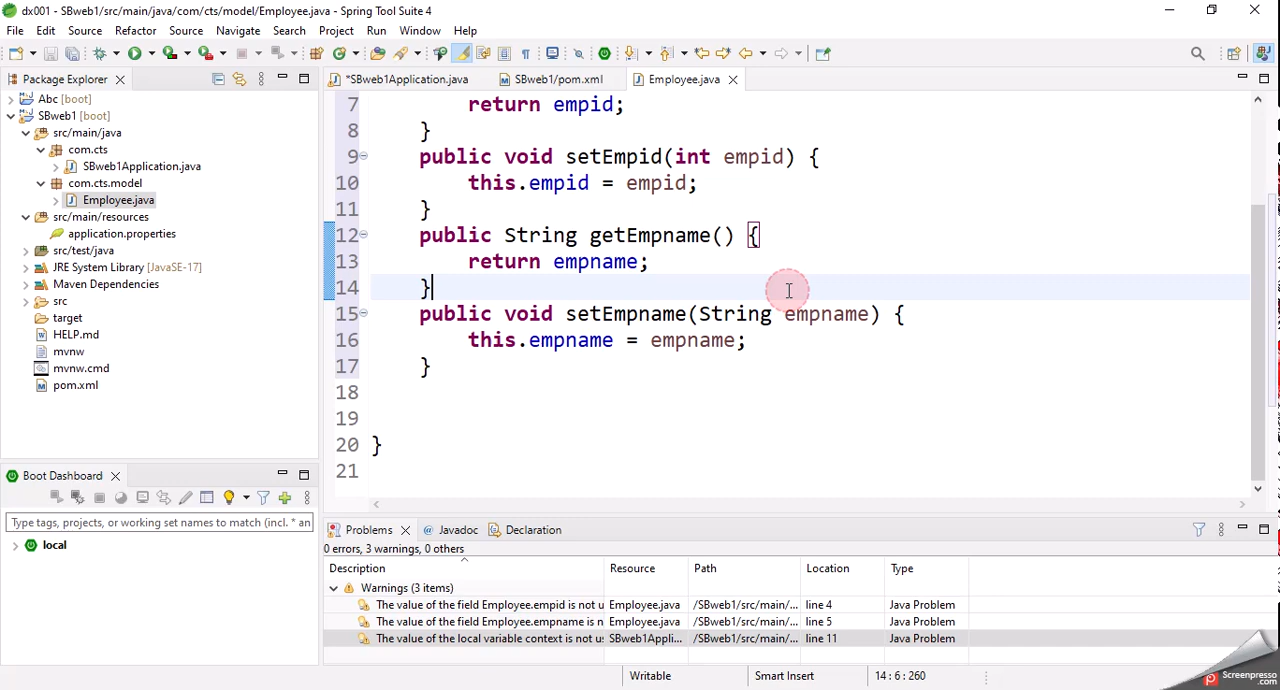 dx001 - SBweb1/src/main/java/com/cts/model/Employee.java - Spring Tool Suite 4
File Edit Source Refactor Source Navigate Search Project Run Window Help
Package Explorer
*SBweb1Application.java SBweb1/pom.xml Employee.java
Abc [boot]
SBweb1 [boot]
src/main/java
com.cts
SBweb1Application.java
com.cts.model
Employee.java
src/main/resources
application.properties
src/test/java
JRE System Library [JavaSE-17]
Maven Dependencies
src
target
HELP.md
mvnw
mvnw.cmd
pom.xml
7 return empid;
8 }
9 public void setEmpid(int empid) {
10 this.empid = empid;
11 }
12 public String getEmpname() {
13 return empname;
14 }
15 public void setEmpname(String empname) {
16 this.empname = empname;
17 }
18
19
20 }
21
Boot Dashboard
Type tags, projects, or working set names to match (incl. * an
local
Problems Javadoc Declaration
0 errors, 3 warnings, 0 others
Description Resource Path Location Type
Warnings (3 items)
The value of the field Employee.empid is not u Employee.java /SBweb1/src/main/... line 4 Java Problem
The value of the field Employee.empname is n Employee.java /SBweb1/src/main/... line 5 Java Problem
The value of the local variable context is not us SBweb1Appli... /SBweb1/src/main/... line 11 Java Problem
Writable Smart Insert 14 : 6 : 260
Screenpresso
.com